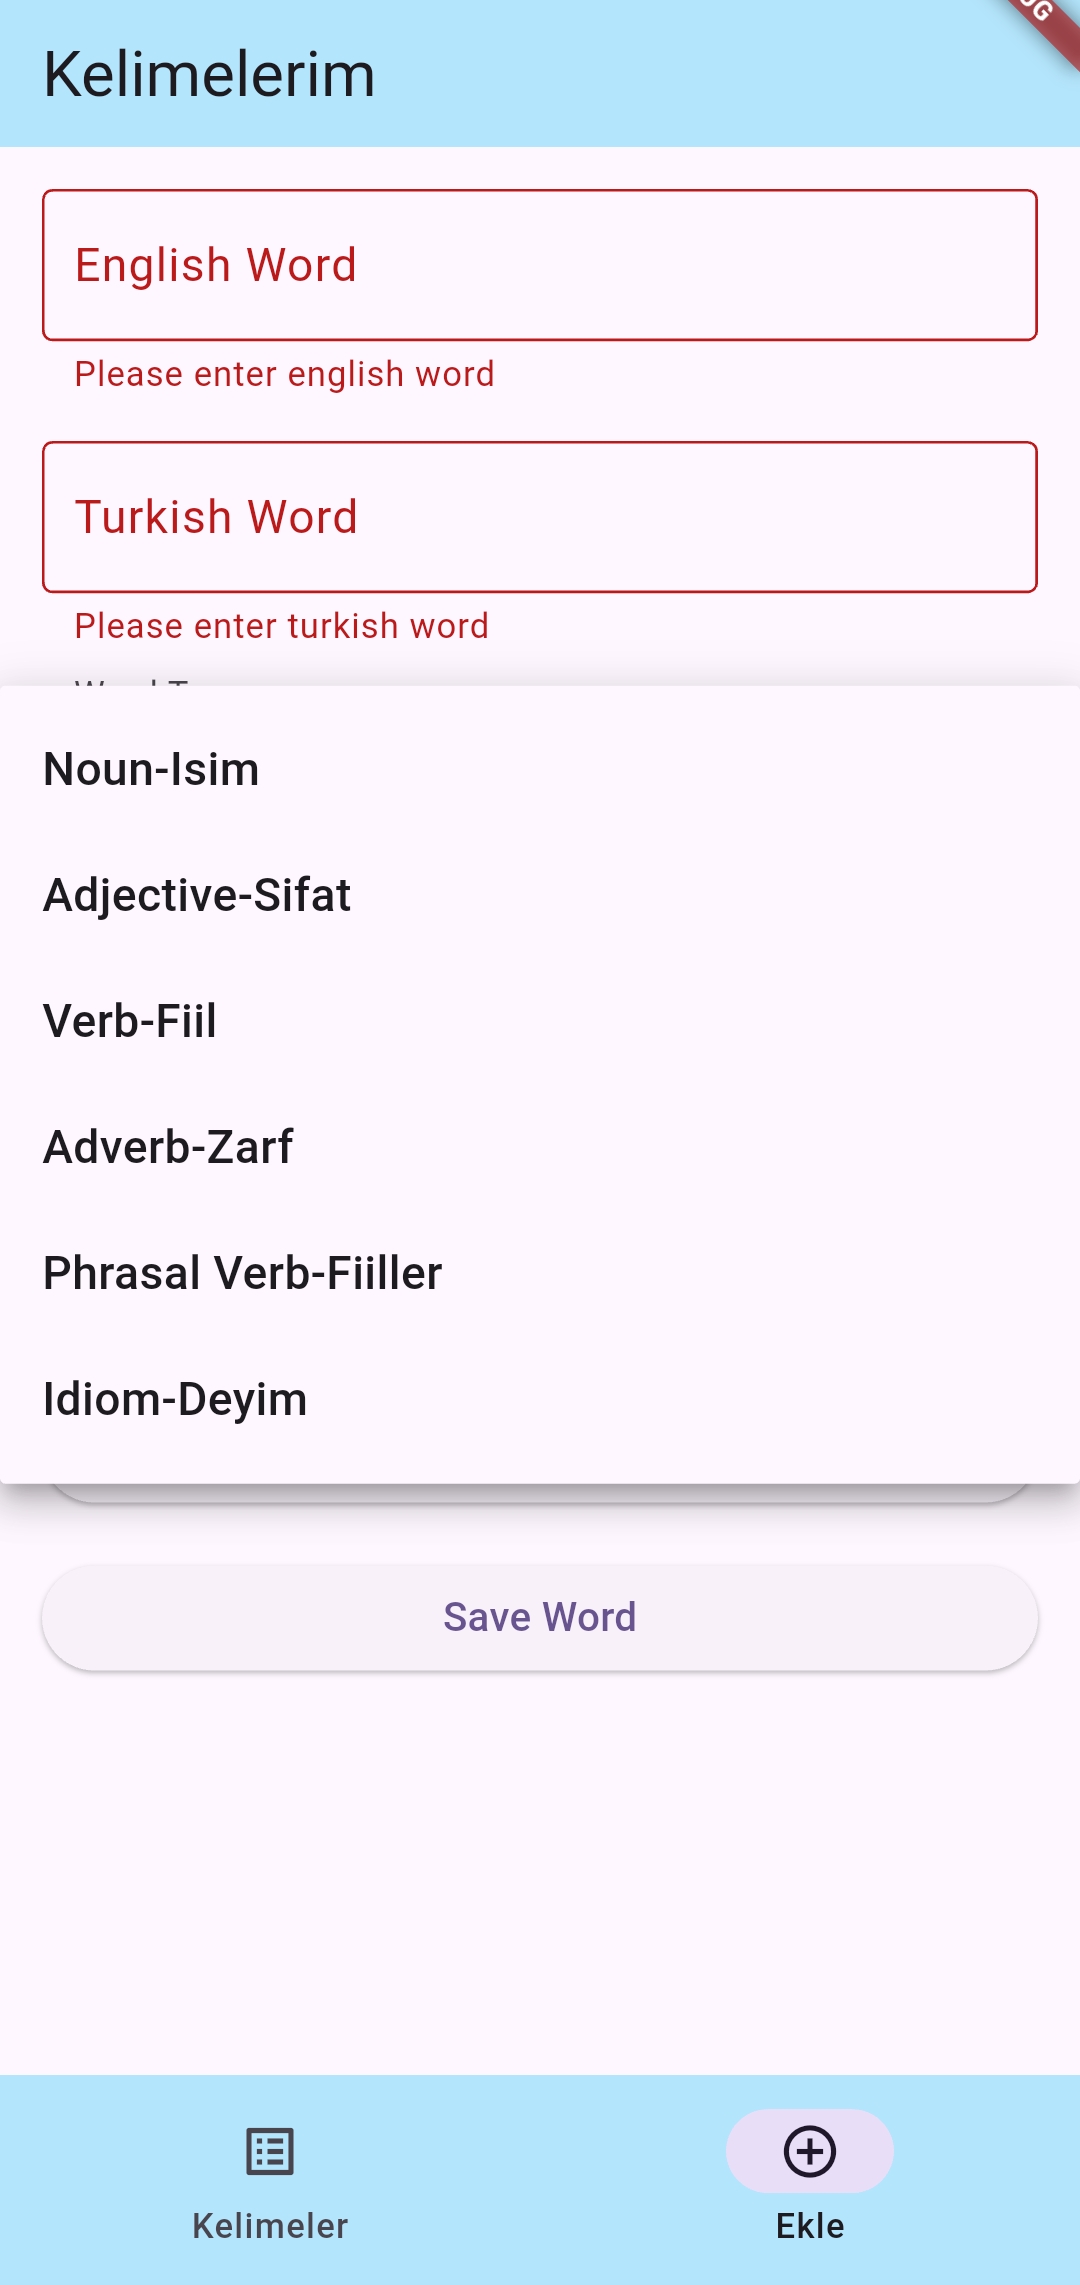 Kelimelerim
English Word
Please enter english word
Turkish Word
Please enter turkish word
Noun-Isim
Adjective-Sifat
Verb-Fiil
Adverb-Zarf
Phrasal Verb-Fiiller
Idiom-Deyim
Save Word
Kelimeler
Ekle